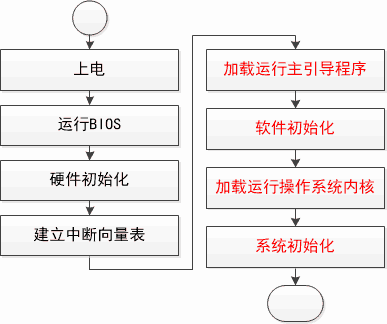 上电
运行BIOS
硬件初始化
建立中断向量表
加载运行主引导程序
软件初始化
加载运行操作系统内核
系统初始化